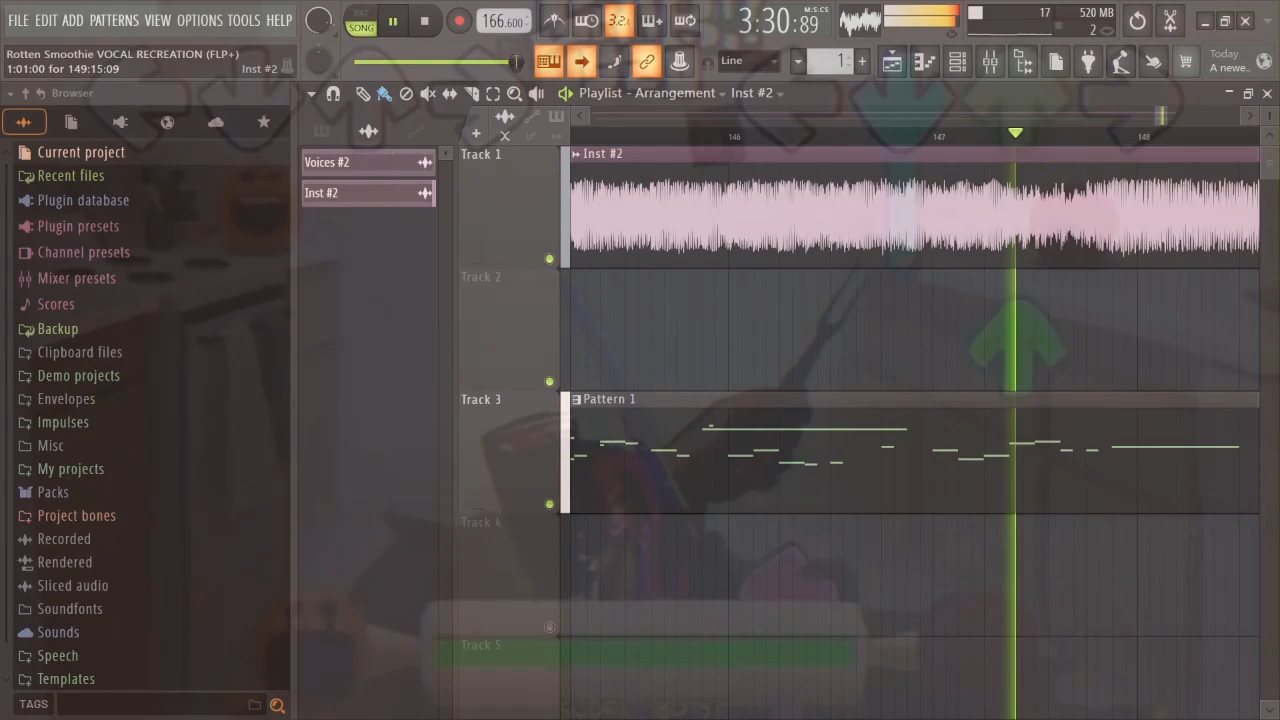 FILE EDIT ADD PATTERNS VIEW OPTIONS TOOLS HELP
PAT
SONG
166.600
3:30:89
M:S:CS
17
520 MB
2
Rotten Smoothie VOCAL RECREATION (FLP+)
1:01:00 for 149:15:09
Inst #2
Line
1
Today
A newe..
Browser
Playlist - Arrangement
Inst #2
146
147
148
Current project
Recent files
Plugin database
Plugin presets
Channel presets
Mixer presets
Scores
Backup
Clipboard files
Demo projects
Envelopes
Impulses
Misc
My projects
Packs
Project bones
Recorded
Rendered
Sliced audio
Soundfonts
Sounds
Speech
Templates
TAGS
Voices #2
Inst #2
Track 1
Inst #2
Track 2
Track 3
Pattern 1
Track 4
Track 5